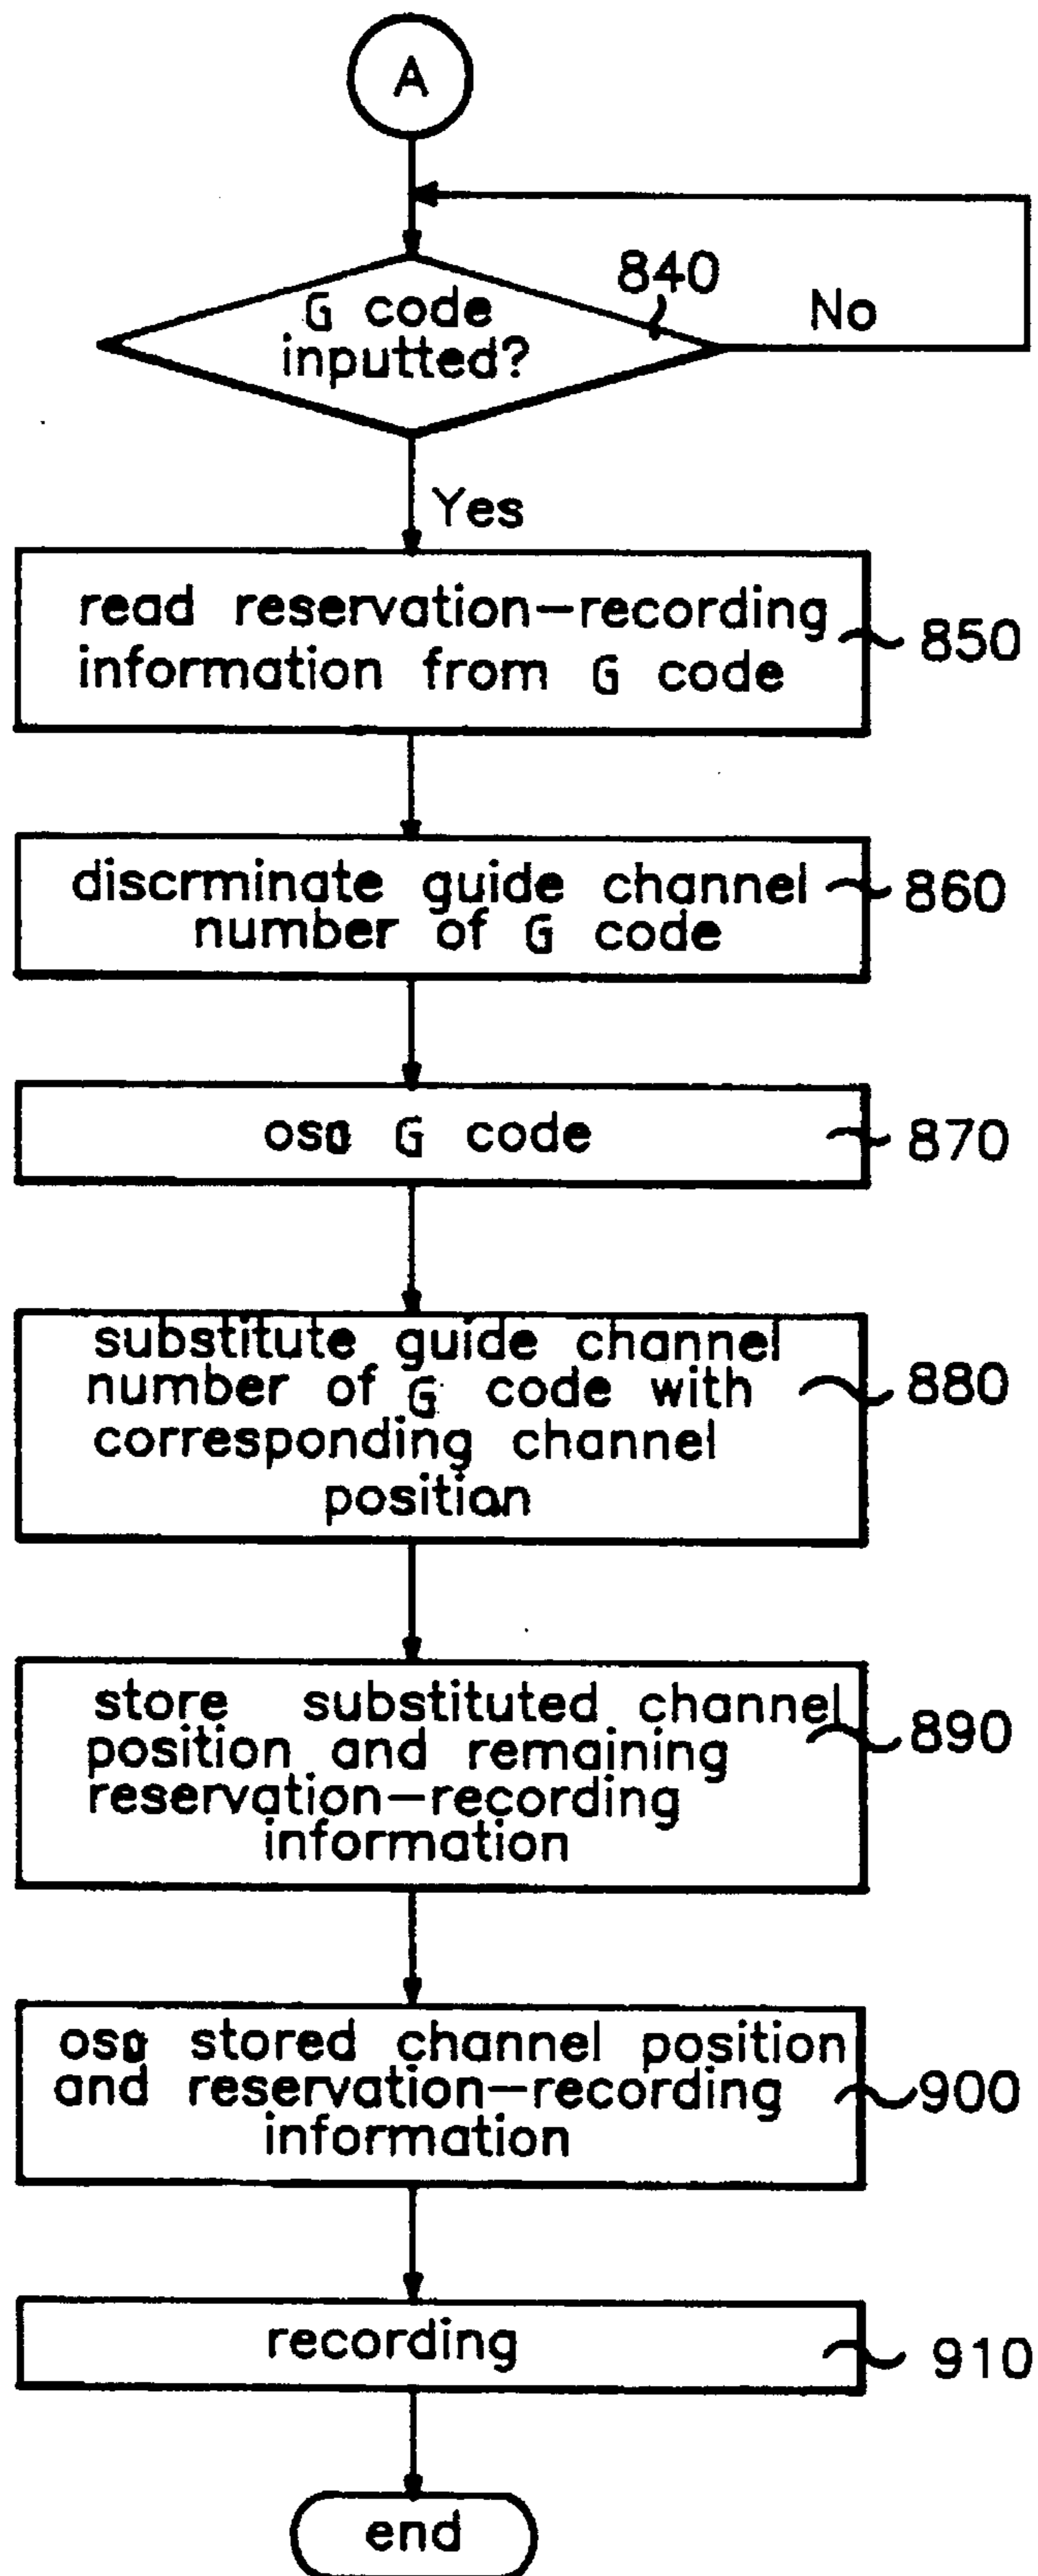 A
840
No
G code
inputted?
Yes
read reservation-recording
information from G code
850
discrminate guide channel
number of G code
860
G code
870
substitute guide channel
number of G code with
corresponding channel
position
880
store substituted channel
position and remaining
reservation-recording
information
890
stored channel position
and reservation-recording
information
900
recording
910
end